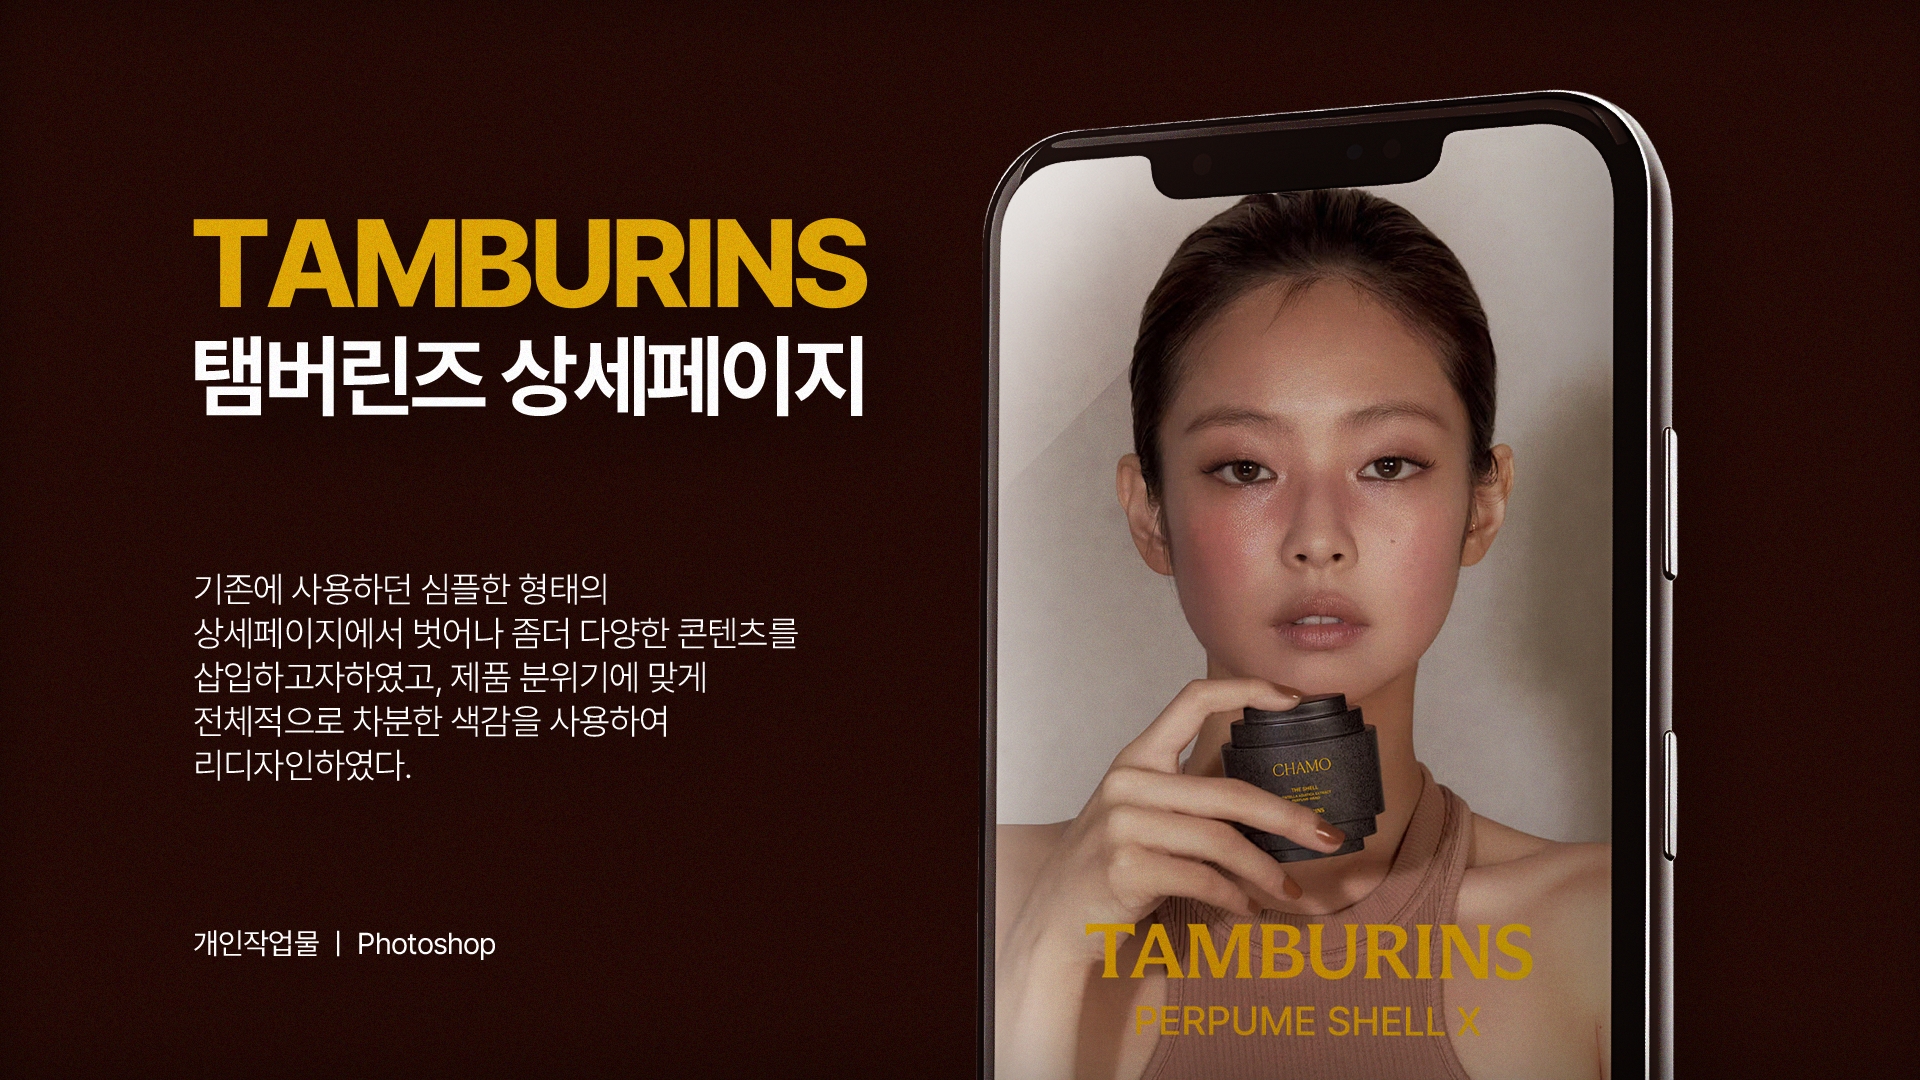 TAMBURINS
탬버린즈 상세페이지
기존에 사용하던 심플한 형태의
상세페이지에서 벗어나 좀더 다양한 콘텐츠를
삽입하고자하였고, 제품 분위기에 맞게
전체적으로 차분한 색감을 사용하여
리디자인하였다.
개인작업물 | Photoshop
CHAMO
THE SHELL
TAMBURINS
PERPUME SHELL X